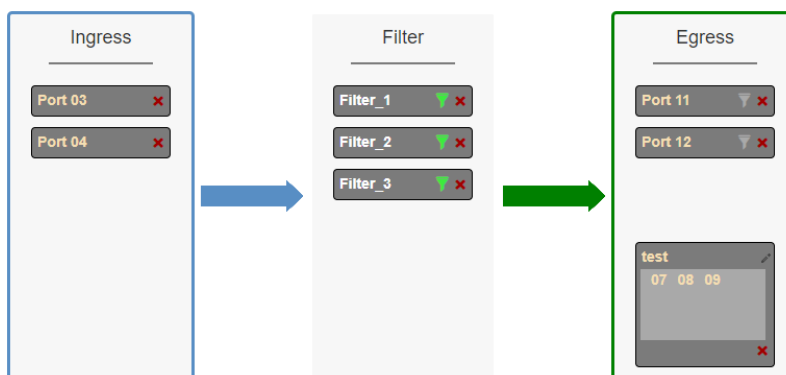 Ingress
Port 03
Port 04
Filter
Filter_1
Filter_2
Filter_3
Egress
Port 11
Port 12
test
07 08 09